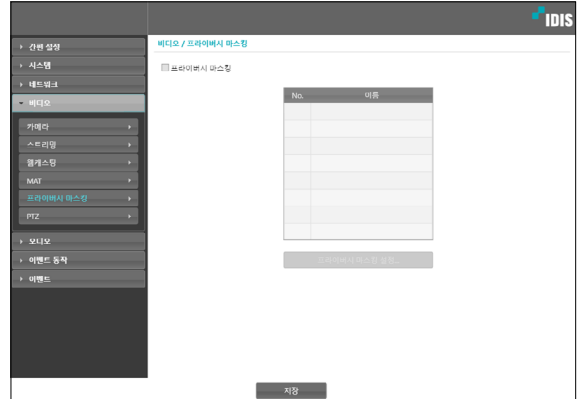 IDIS
간편 설정
시스템
네트워크
비디오
카메라
스트리밍
웹캐스팅
MAT
프라이버시 마스킹
PTZ
오디오
이벤트 동작
이벤트
비디오 / 프라이버시 마스킹
프라이버시 마스킹
No. 이름
프라이버시 마스킹 설정...
저장